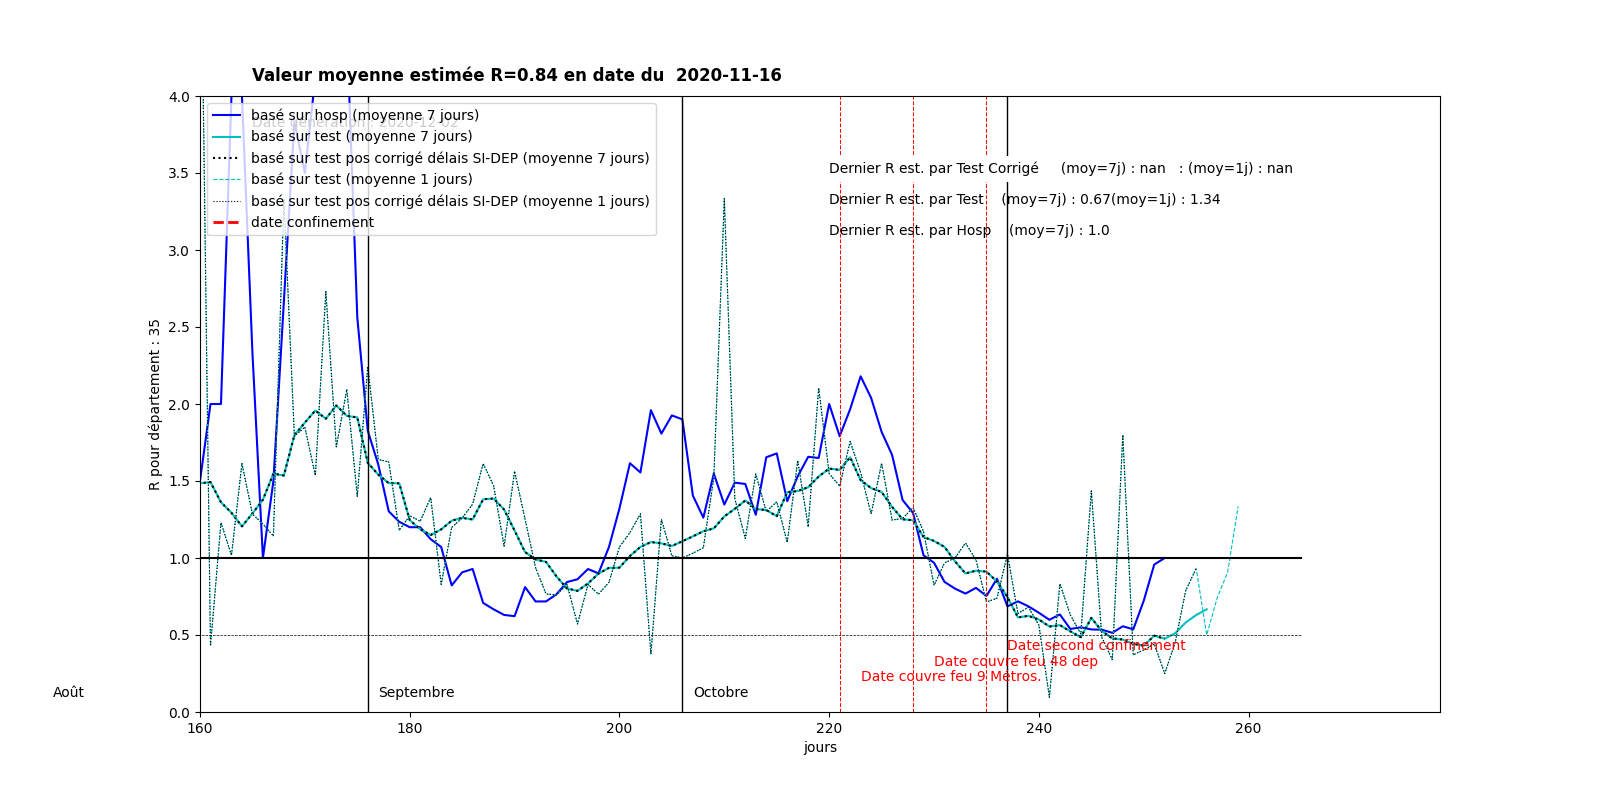 Valeur moyenne estimée R=0.84 en date du  2020-11-16
4.0
3.5
3.0
2.5
2.0
1.5
1.0
0.5
0.0
R pour département : 35
basé sur hosp (moyenne 7 jours)
basé sur test (moyenne 7 jours)
basé sur test pos corrigé délais SI-DEP (moyenne 7 jours)
basé sur test (moyenne 1 jours)
basé sur test pos corrigé délais SI-DEP (moyenne 1 jours)
date confinement
Dernier R est. par Test Corrigé     (moy=7j) : nan   : (moy=1j) : nan
Dernier R est. par Test    (moy=7j) : 0.67(moy=1j) : 1.34
Dernier R est. par Hosp    (moy=7j) : 1.0
Date second confinement
Date couvre feu 48 dep
Date couvre feu 9 Métros.
Août
Septembre
Octobre
160 180 200 220 240 260
jours